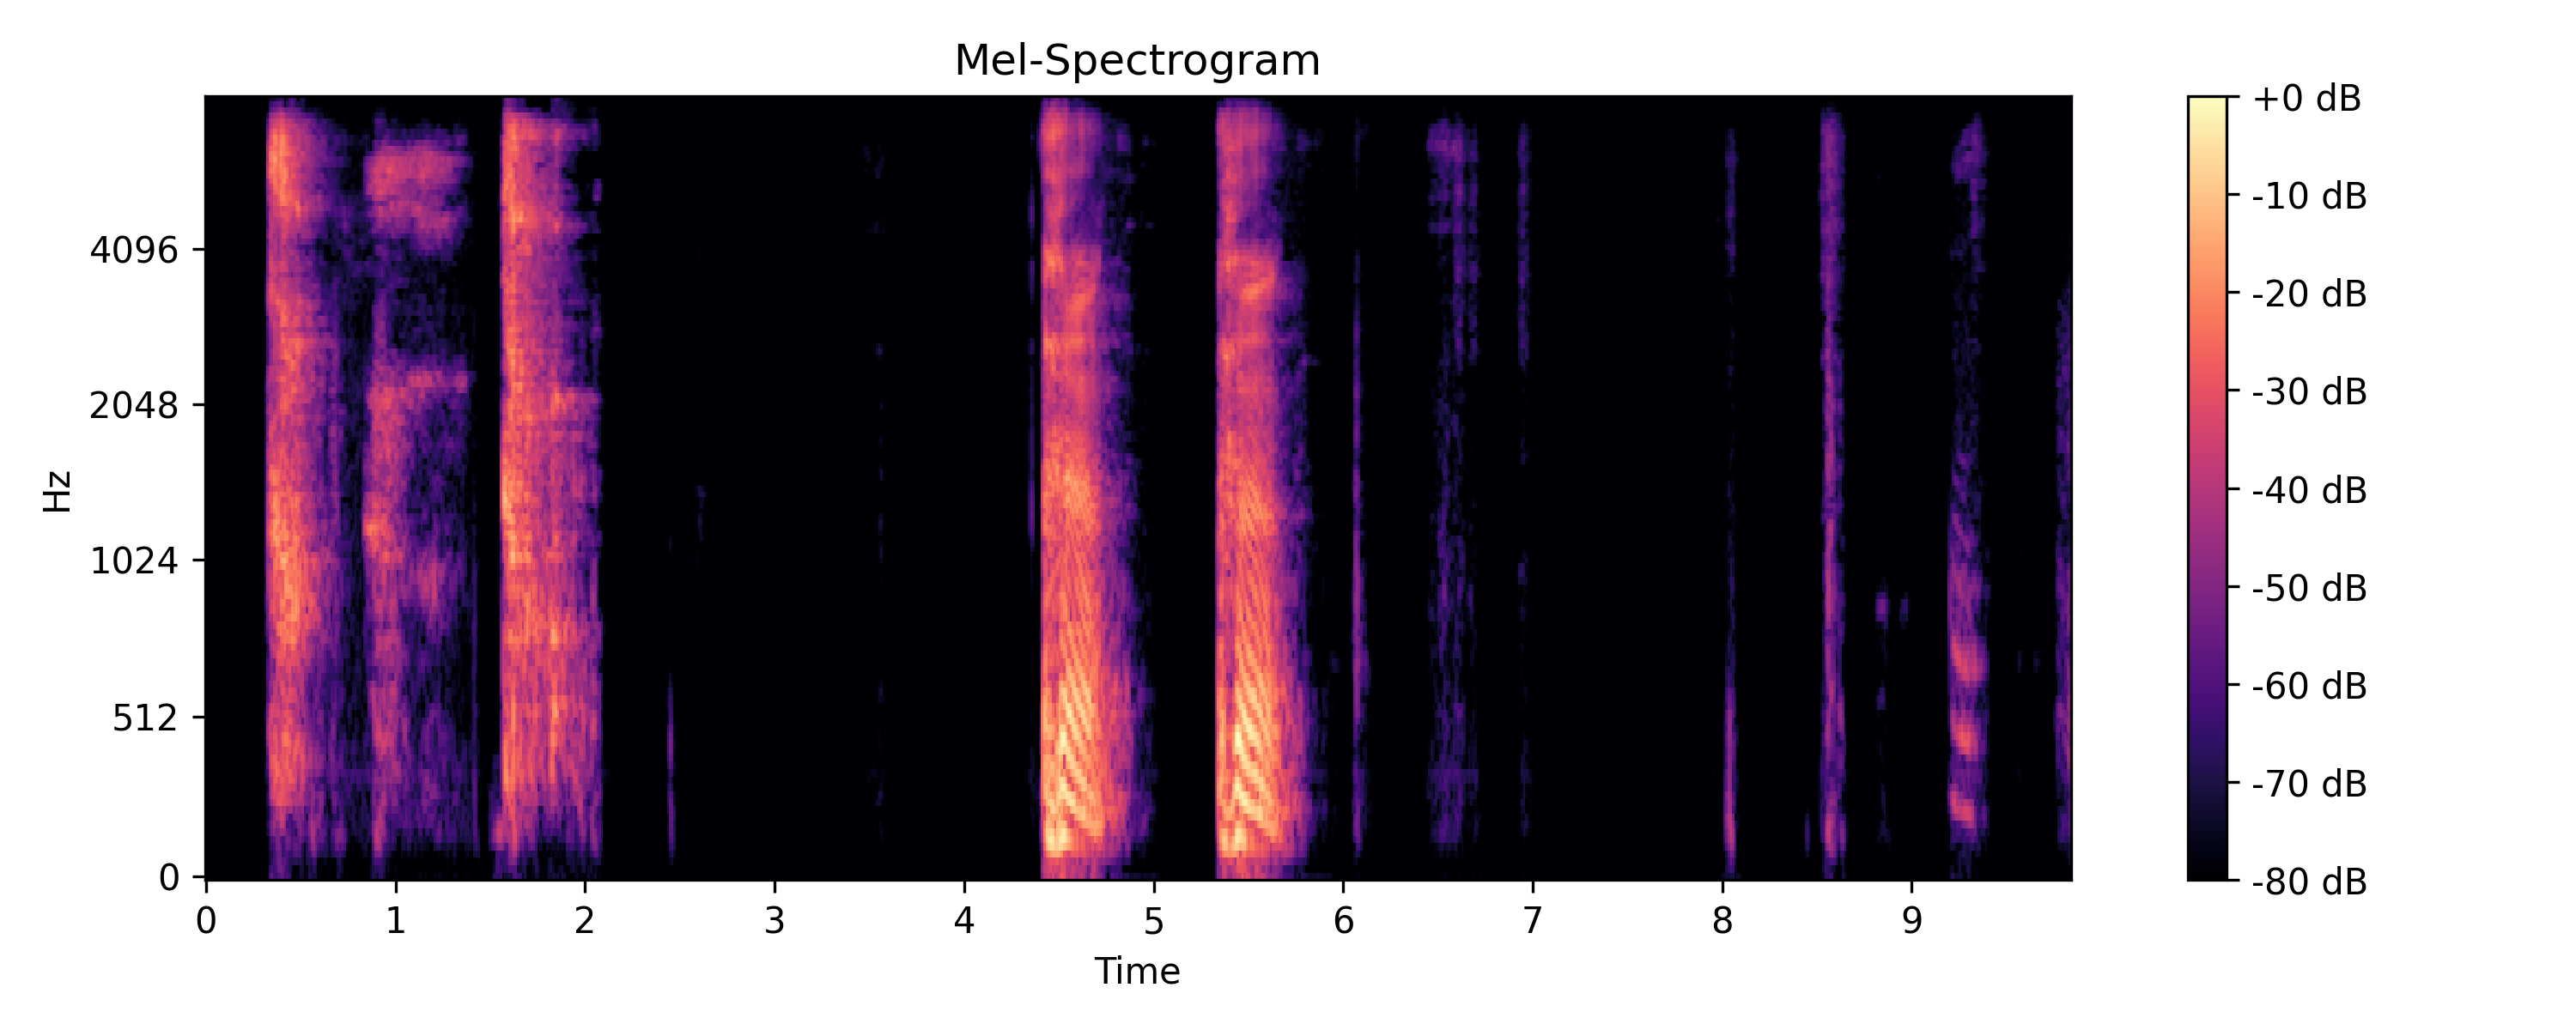 Mel-Spectrogram
+0 dB
-10 dB
-20 dB
-30 dB
-40 dB
-50 dB
-60 dB
-70 dB
-80 dB
Hz
4096
2048
1024
512
0
0 1 2 3 4 5 6 7 8 9
Time